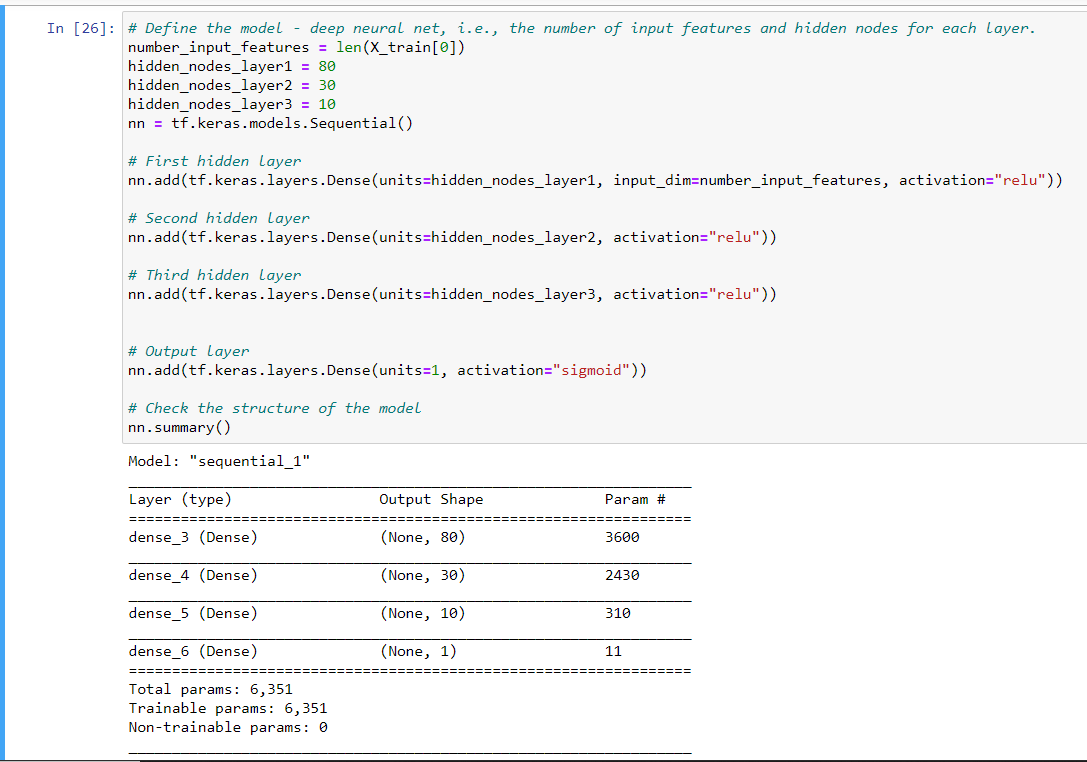 In [26]: # Define the model - deep neural net, i.e., the number of input features and hidden nodes for each layer.
number_input_features = len(X_train[0])
hidden_nodes_layer1 = 80
hidden_nodes_layer2 = 30
hidden_nodes_layer3 = 10
nn = tf.keras.models.Sequential()
# First hidden layer
nn.add(tf.keras.layers.Dense(units=hidden_nodes_layer1, input_dim=number_input_features, activation="relu"))
# Second hidden layer
nn.add(tf.keras.layers.Dense(units=hidden_nodes_layer2, activation="relu"))
# Third hidden layer
nn.add(tf.keras.layers.Dense(units=hidden_nodes_layer3, activation="relu"))
# Output layer
nn.add(tf.keras.layers.Dense(units=1, activation="sigmoid"))
# Check the structure of the model
nn.summary()
Model: "sequential_1"
Layer (type) Output Shape Param #
dense_3 (Dense) (None, 80) 3600
dense_4 (Dense) (None, 30) 2430
dense_5 (Dense) (None, 10) 310
dense_6 (Dense) (None, 1) 11
Total params: 6,351
Trainable params: 6,351
Non-trainable params: 0